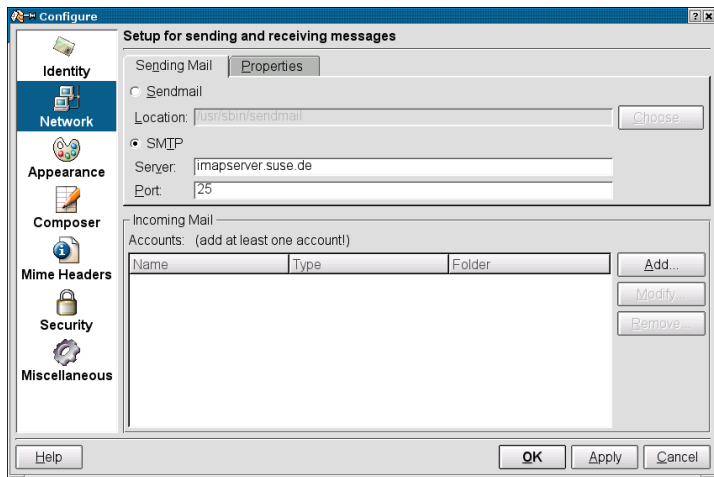 Configure
Identity
Network
Appearance
Composer
Mime Headers
Security
Miscellaneous
Setup for sending and receiving messages
Sending Mail Properties
Sendmail
Location: /usr/sbin/sendmail Choose...
SMTP
Server: imapserver.suse.de
Port: 25
Incoming Mail
Accounts: (add at least one account!)
Name Type Folder
Add...
Modify...
Remove...
Help OK Apply Cancel